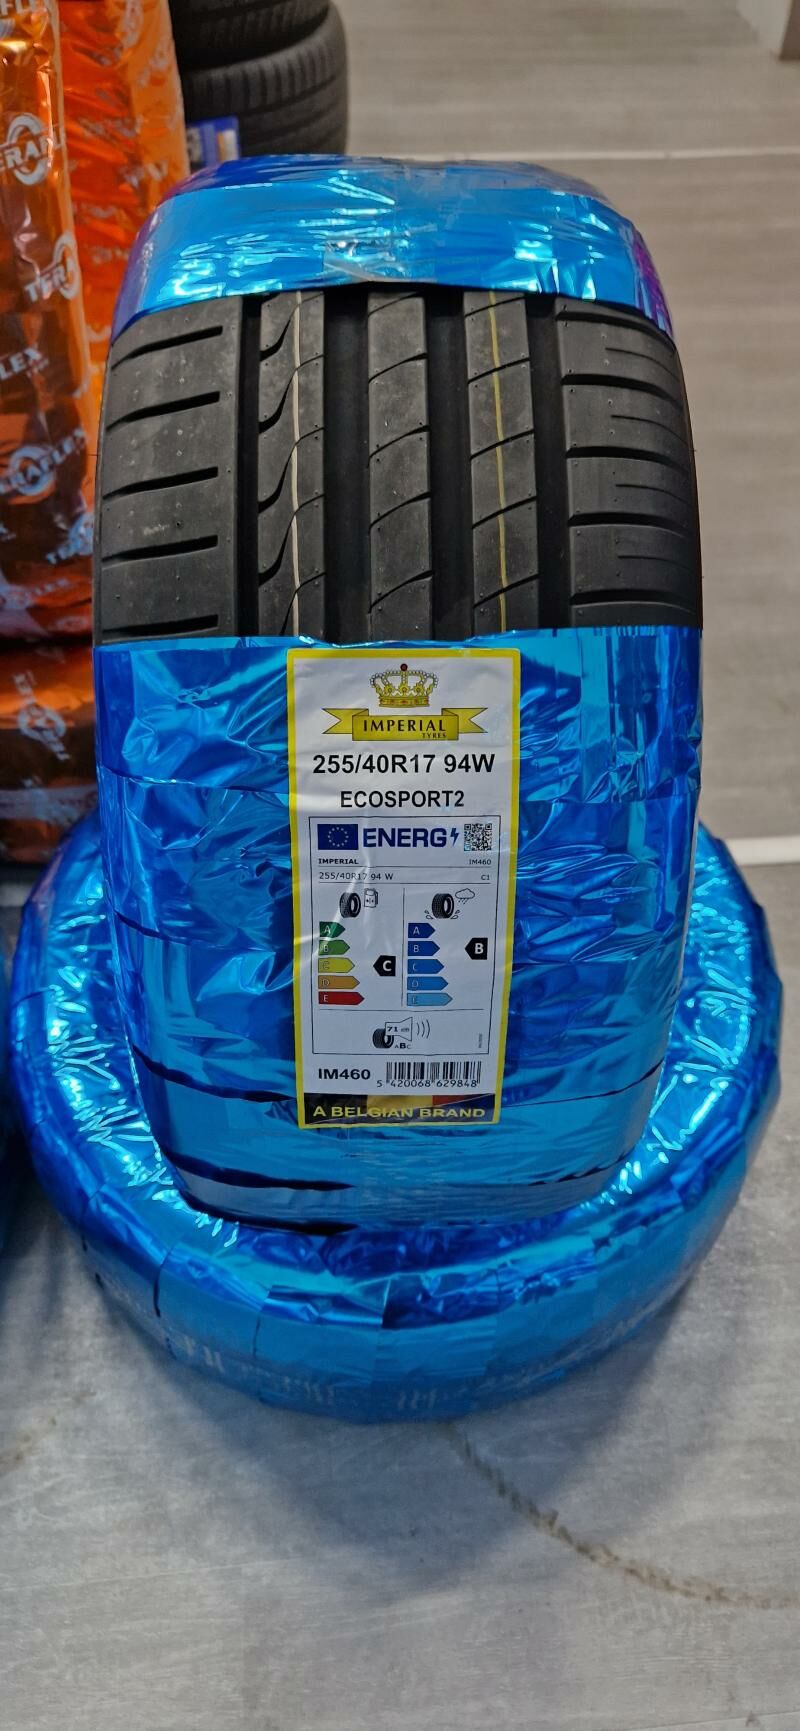 TERAFLEX
IMPERIAL
TYRES
255/40R17 94W
ECOSPORT2
ENERG
IMPERIAL IM460
255/40R17 94 W C1
A A
B B B
C C C
D D
E E
71 dB
ABC
IM460 5 420068 629848
A BELGIAN BRAND